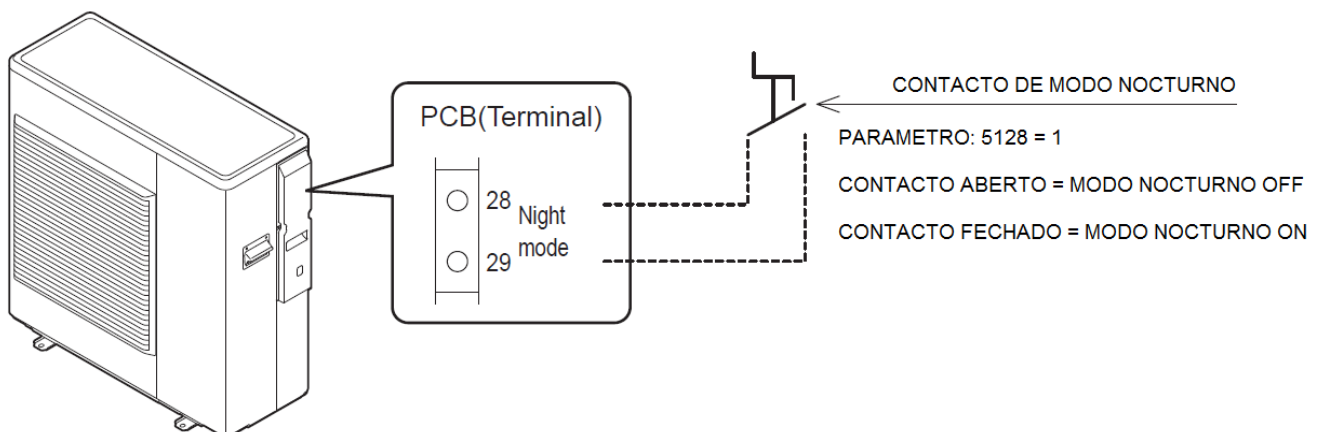 CONTACTO DE MODO NOCTURNO
PCB(Terminal)
PARAMETRO: 5128 = 1
28 Night
mode
29
CONTACTO ABERTO = MODO NOCTURNO OFF
CONTACTO FECHADO = MODO NOCTURNO ON